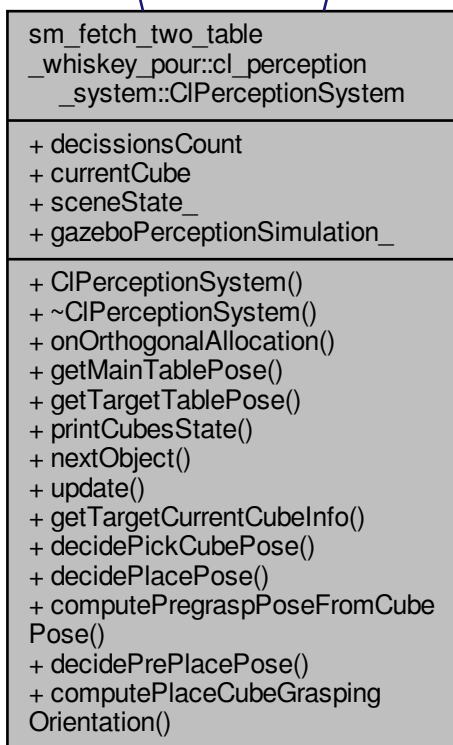 sm_fetch_two_table
_whiskey_pour::cl_perception
_system::ClPerceptionSystem
+ decissionsCount
+ currentCube
+ sceneState_
+ gazeboPerceptionSimulation_
+ ClPerceptionSystem()
+ ~ClPerceptionSystem()
+ onOrthogonalAllocation()
+ getMainTablePose()
+ getTargetTablePose()
+ printCubesState()
+ nextObject()
+ update()
+ getTargetCurrentCubeInfo()
+ decidePickCubePose()
+ decidePlacePose()
+ computePregraspPoseFromCube
Pose()
+ decidePrePlacePose()
+ computePlaceCubeGrasping
Orientation()